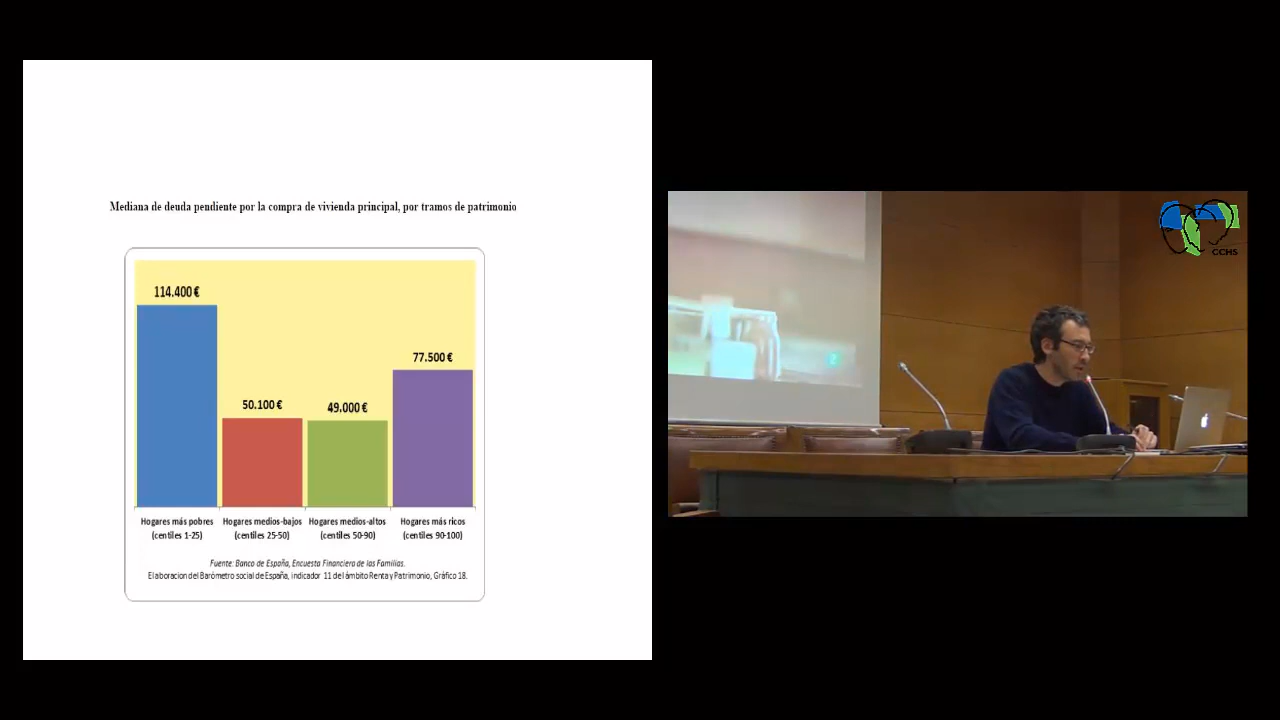 Mediana de deuda pendiente por la compra de vivienda principal, por tramos de patrimonio
114.400 €
50.100 €
49.000 €
77.500 €
Hogares más pobres
(centiles 1-25)
Hogares medios-bajos
(centiles 25-50)
Hogares medios-altos
(centiles 50-90)
Hogares más ricos
(centiles 90-100)
Fuente: Banco de España, Encuesta Financiera de las Familias.
Elaboracion del Barómetro social de España, indicador 11 del ámbito Renta y Patrimonio, Gráfico 18.
CCHS